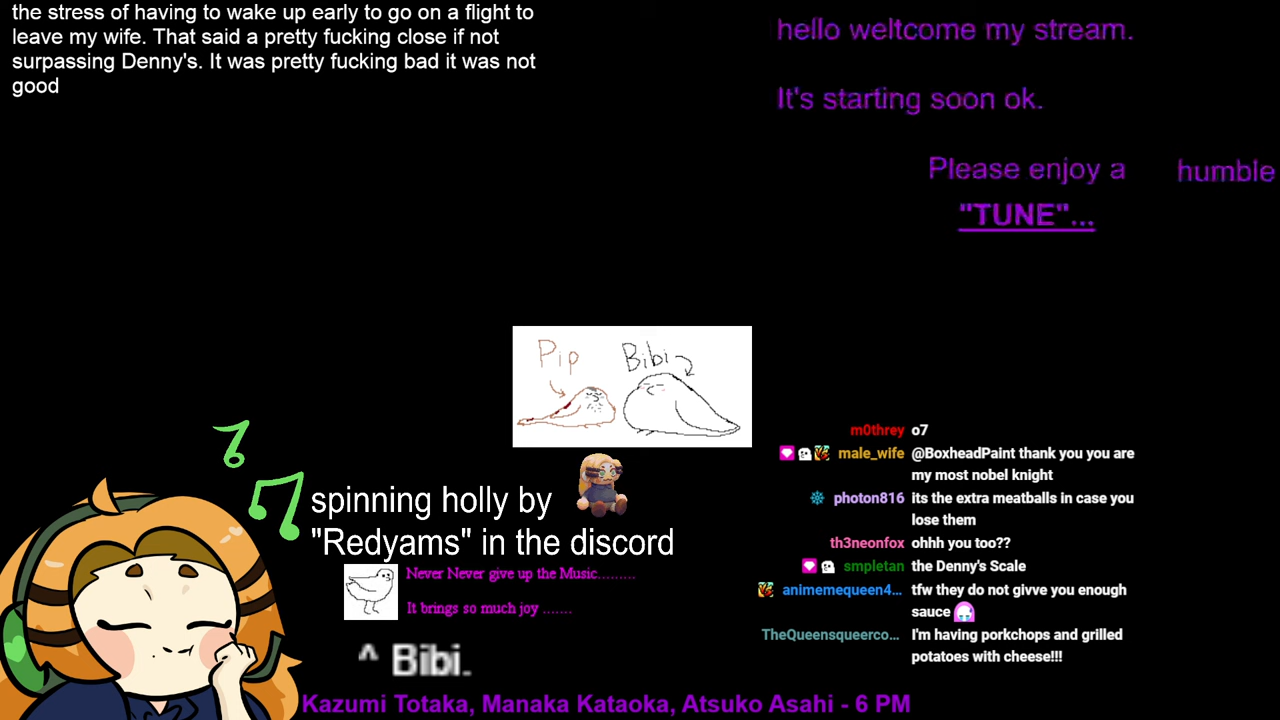 the stress of having to wake up early to go on a flight to
leave my wife. That said a pretty fucking close if not
surpassing Denny's. It was pretty fucking bad it was not
good
hello weltcome my stream.
It's starting soon ok.
Please enjoy a humble
"TUNE"...
Pip
Bibi
m0threy o7
male_wife @BoxheadPaint thank you you are
my most nobel knight
photon816 its the extra meatballs in case you
lose them
th3neonfox ohhh you too??
smpletan the Denny's Scale
animemequeen4... tfw they do not givve you enough
sauce
TheQueensqueerco... I'm having porkchops and grilled
potatoes with cheese!!!
spinning holly by
"Redyams" in the discord
Never Never give up the Music.........
It brings so much joy .......
^ Bibi.
Kazumi Totaka, Manaka Kataoka, Atsuko Asahi - 6 PM